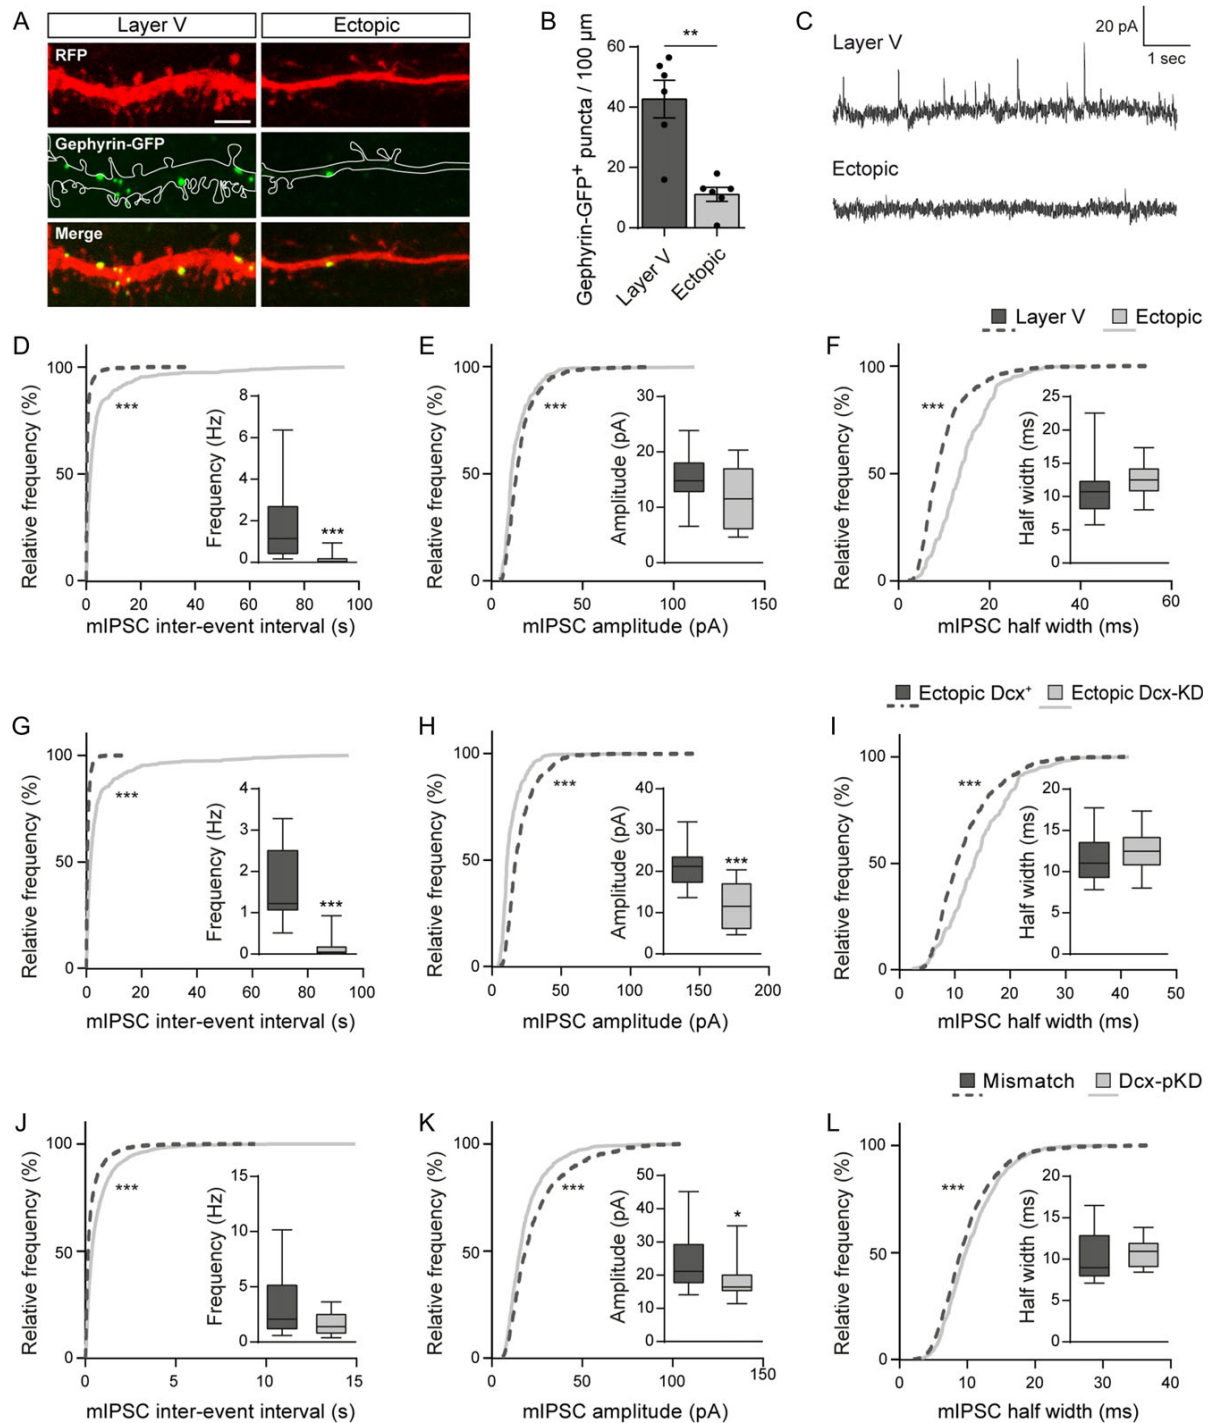 A
Layer V
Ectopic
RFP
Gephyrin-GFP
Merge
B
**
Gephyrin-GFP⁺ puncta / 100 µm
60
40
20
0
Layer V
Ectopic
C
Layer V
20 pA
1 sec
Ectopic
Layer V Ectopic
D
Relative frequency (%)
100
50
0
***
Frequency (Hz)
8
6
4
2
0
***
0 20 40 60 80 100
mIPSC inter-event interval (s)
E
Relative frequency (%)
100
50
0
***
Amplitude (pA)
30
20
10
0
0 50 100 150
mIPSC amplitude (pA)
F
Relative frequency (%)
100
50
0
***
Half width (ms)
25
20
15
10
5
0
0 20 40 60
mIPSC half width (ms)
Ectopic Dcx⁺ Ectopic Dcx-KD
G
Relative frequency (%)
100
50
0
***
Frequency (Hz)
4
3
2
1
0
***
0 20 40 60 80 100
mIPSC inter-event interval (s)
H
Relative frequency (%)
100
50
0
***
Amplitude (pA)
40
30
20
10
0
***
0 50 100 150 200
mIPSC amplitude (pA)
I
Relative frequency (%)
100
50
0
***
Half width (ms)
20
15
10
5
0
0 10 20 30 40 50
mIPSC half width (ms)
Mismatch Dcx-pKD
J
Relative frequency (%)
100
50
0
***
Frequency (Hz)
15
10
5
0
0 5 10 15
mIPSC inter-event interval (s)
K
Relative frequency (%)
100
50
0
***
Amplitude (pA)
50
40
30
20
10
0
*
0 50 100 150
mIPSC amplitude (pA)
L
Relative frequency (%)
100
50
0
***
Half width (ms)
20
15
10
5
0
0 10 20 30 40
mIPSC half width (ms)